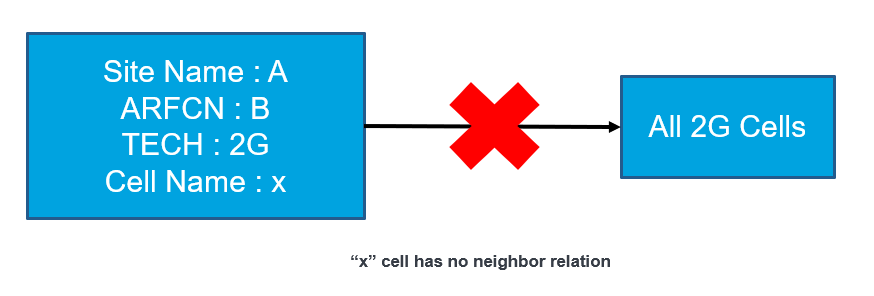 Site Name : A
ARFCN : B
TECH : 2G
Cell Name : x
All 2G Cells
“x” cell has no neighbor relation